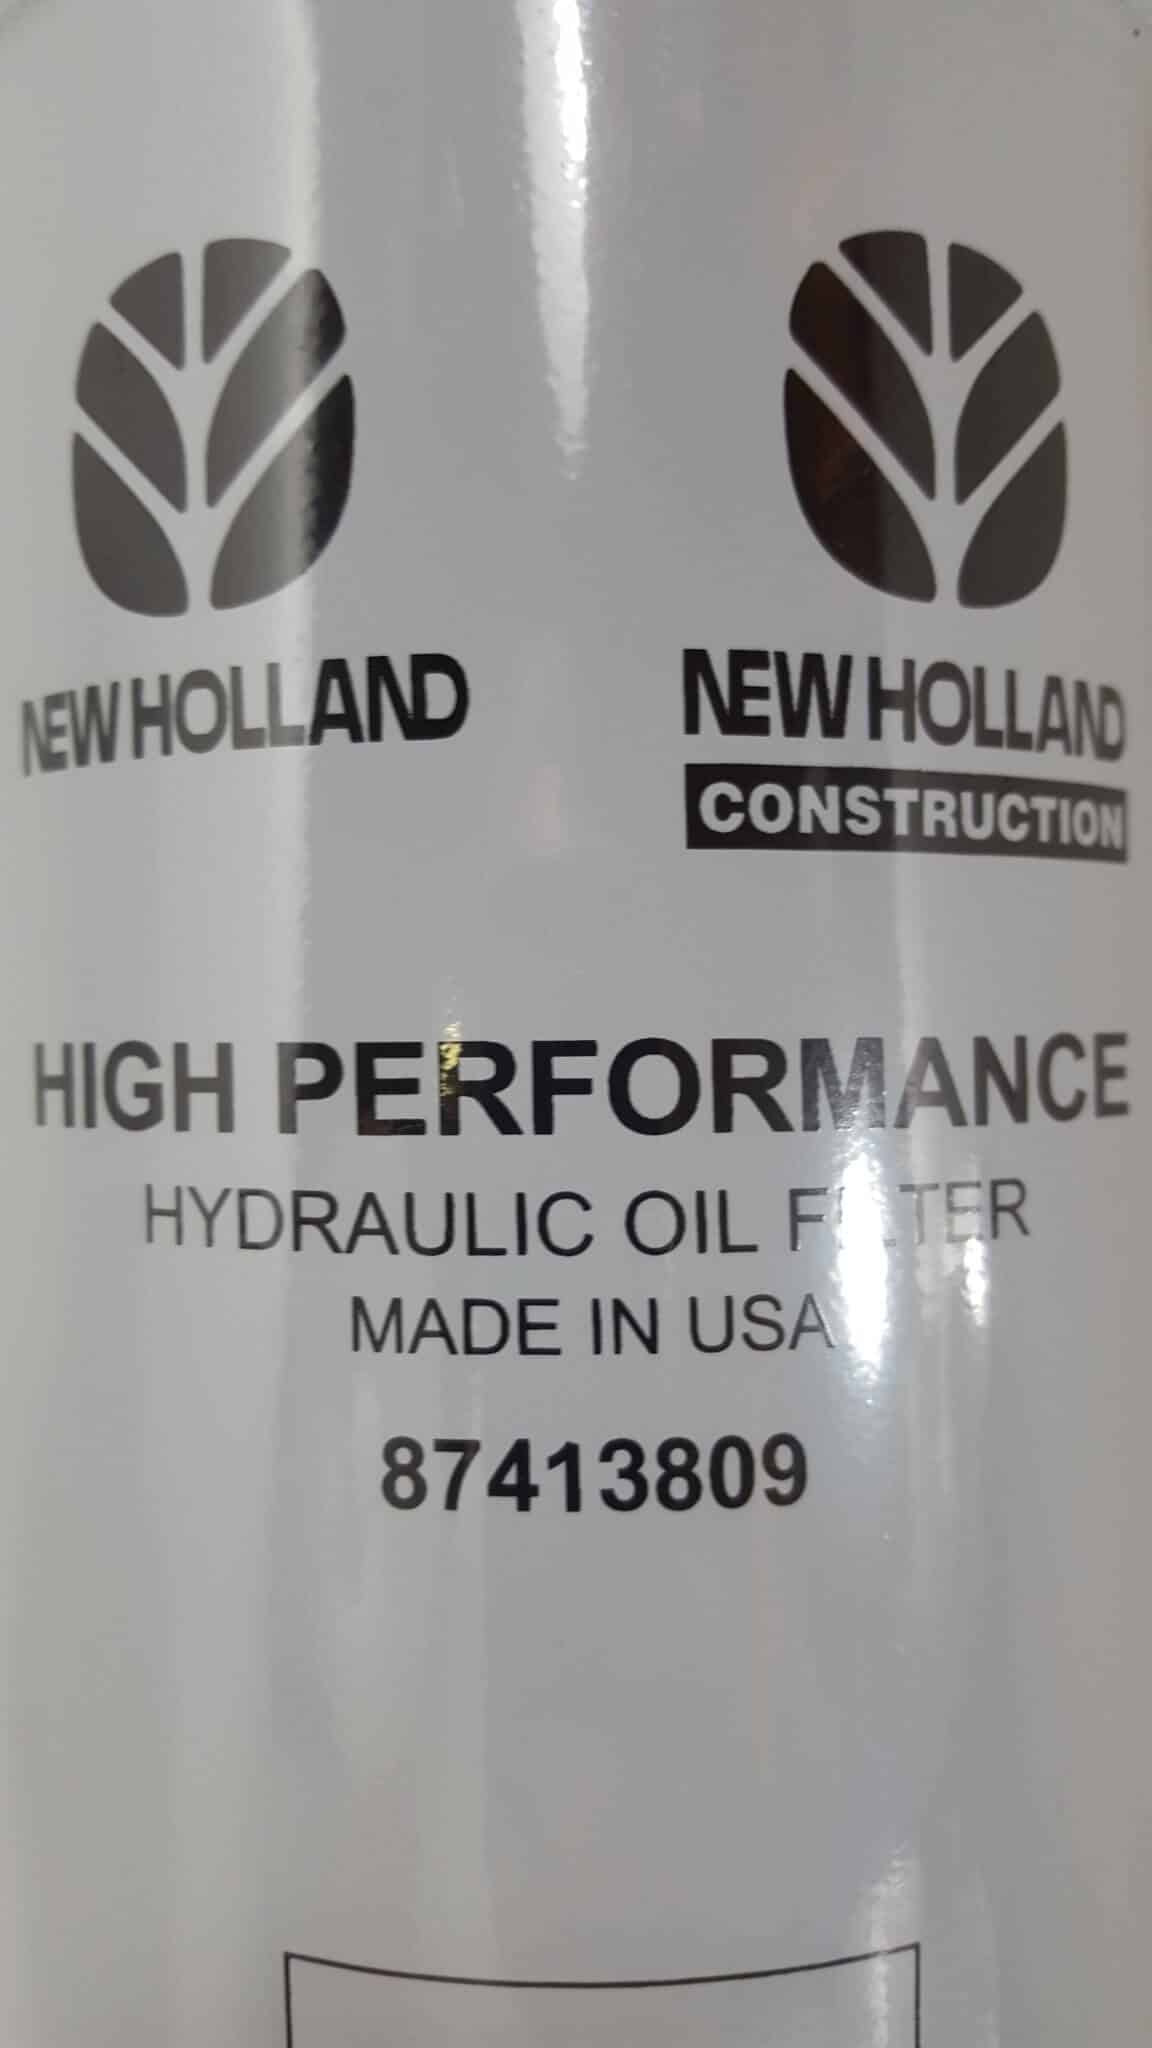 NEW HOLLAND
NEW HOLLAND
CONSTRUCTION
HIGH PERFORMANCE
HYDRAULIC OIL FILTER
MADE IN USA
87413809